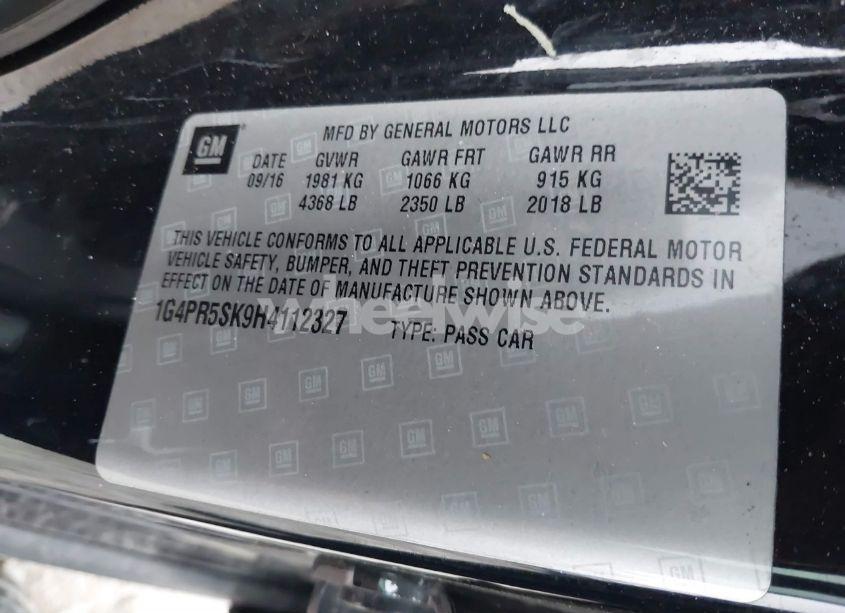 GM
MFD BY GENERAL MOTORS LLC
DATE GVWR GAWR FRT GAWR RR
09/16 1981 KG 1066 KG 915 KG
4368 LB 2350 LB 2018 LB
THIS VEHICLE CONFORMS TO ALL APPLICABLE U.S. FEDERAL MOTOR
VEHICLE SAFETY, BUMPER, AND THEFT PREVENTION STANDARDS IN
EFFECT ON THE DATE OF MANUFACTURE SHOWN ABOVE.
1G4PR5SK9H4112327 TYPE: PASS CAR
wheelwise